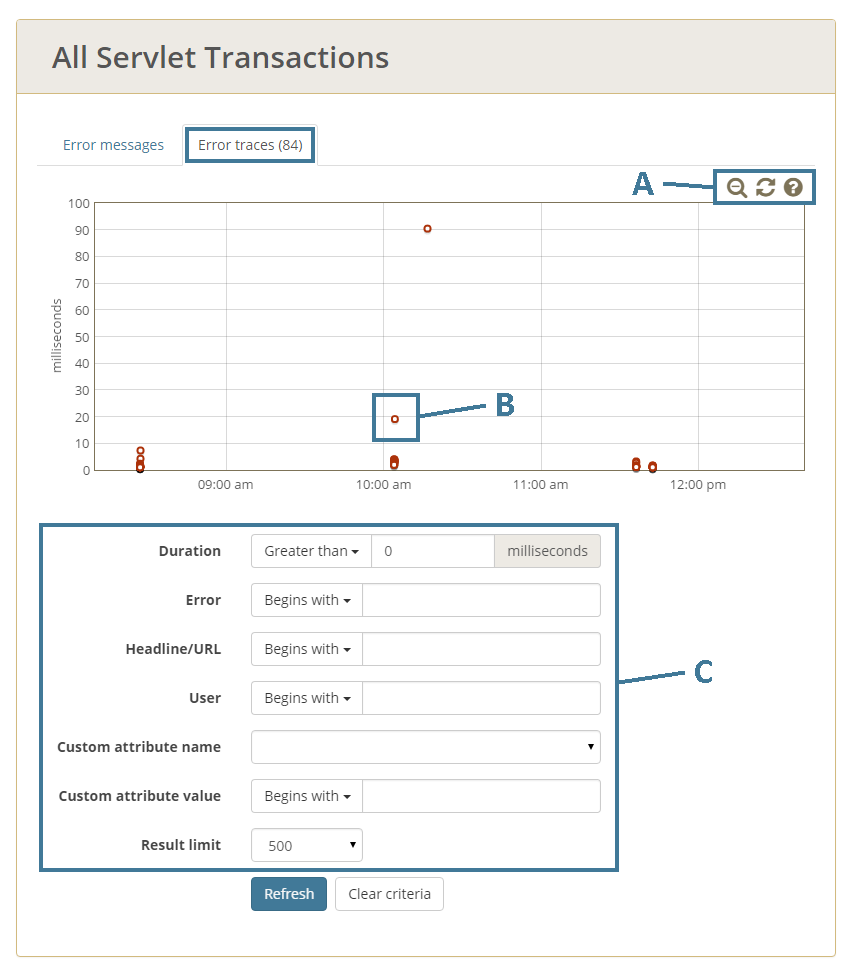 All Servlet Transactions
Error messages
Error traces (84)
A
100
90
80
70
60
50
40
30
20
10
0
milliseconds
B
09:00 am 10:00 am 11:00 am 12:00 pm
Duration Greater than 0 milliseconds
Error Begins with
Headline/URL Begins with
C
User Begins with
Custom attribute name
Custom attribute value Begins with
Result limit 500
Refresh Clear criteria